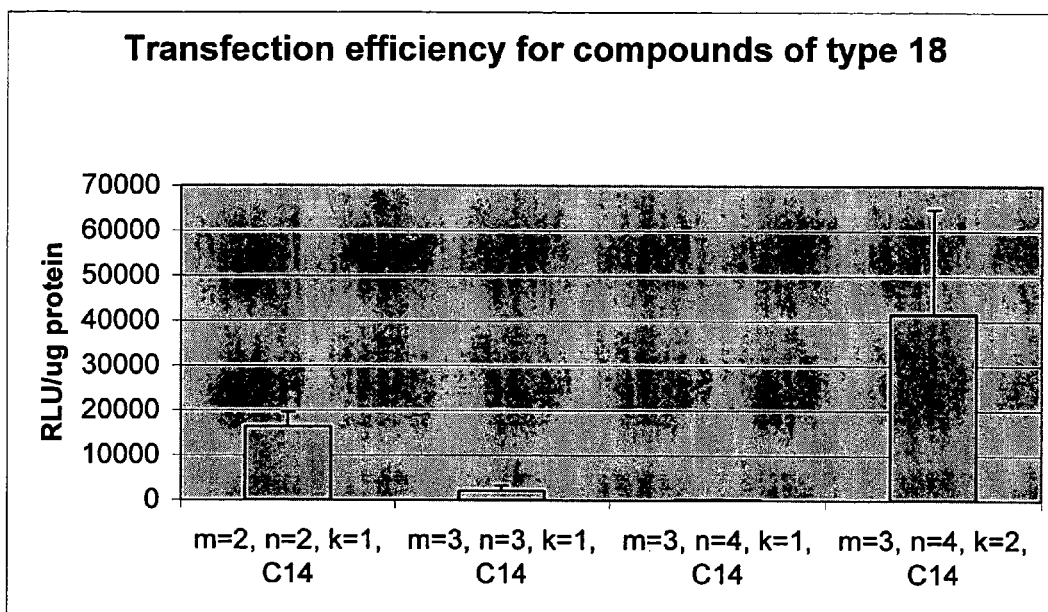 Transfection efficiency for compounds of type 18
RLU/ug protein
70000
60000
50000
40000
30000
20000
10000
0
m=2, n=2, k=1,
C14
m=3, n=3, k=1,
C14
m=3, n=4, k=1,
C14
m=3, n=4, k=2,
C14